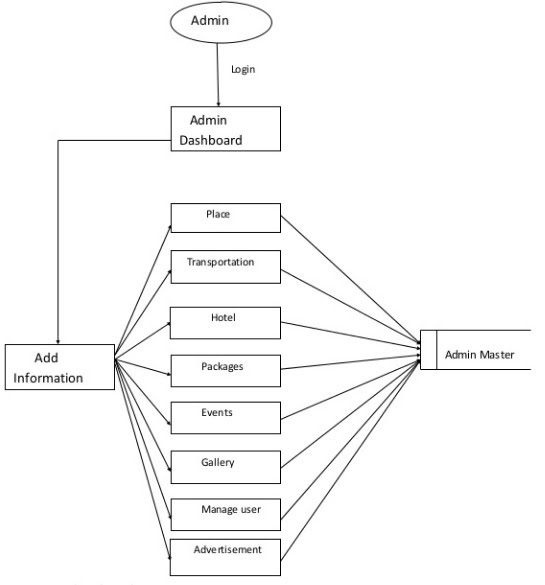 Admin
Login
Admin
Dashboard
Place
Transportation
Hotel
Add
Information
Admin Master
Packages
Events
Gallery
Manage user
Advertisement